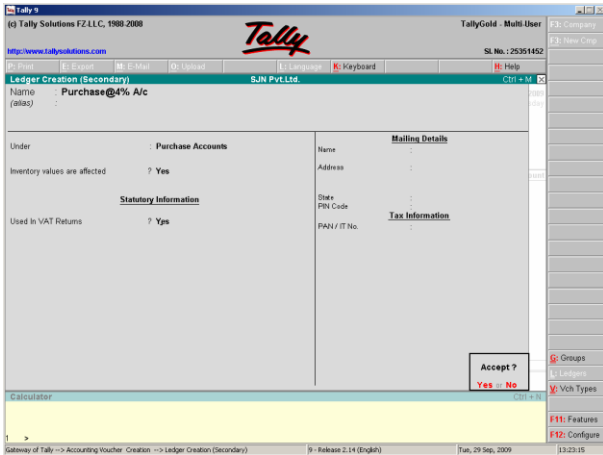 Tally 9
(c) Tally Solutions FZ-LLC, 1988-2008
TallyGold - Multi-User
F3: Company
F3: New Cmp
Tally
http://www.tallysolutions.com
Sl. No. : 25351452
P: Print E: Export M: E-Mail O: Upload L: Language K: Keyboard H: Help
Ledger Creation (Secondary) SJN Pvt.Ltd. Ctrl + M
Name : Purchase@4% A/c
(alias) :
Mailing Details
Under : Purchase Accounts
Name :
Inventory values are affected ? Yes
Address :
Statutory Information
State :
PIN Code :
Tax Information
Used In VAT Returns ? Yes
PAN / IT No. :
Accept ?
Yes or No
G: Groups
L: Ledgers
V: Vch Types
Calculator Ctrl + N
F11: Features
F12: Configure
1 >
Gateway of Tally --> Accounting Voucher Creation --> Ledger Creation (Secondary) 9 - Release 2.14 (English) Tue, 29 Sep, 2009 13:23:15